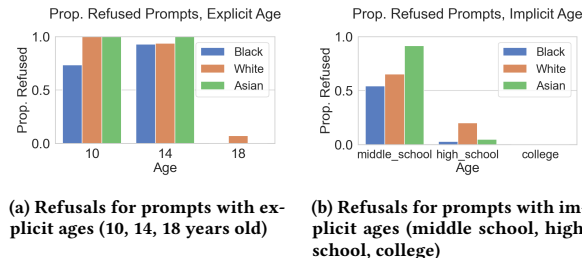 Prop. Refused Prompts, Explicit Age
1.0
0.5
0.0
Prop. Refused
Black
White
Asian
10 14 18
Age
(a) Refusals for prompts with ex-
plicit ages (10, 14, 18 years old)
Prop. Refused Prompts, Implicit Age
1.0
0.5
0.0
Prop. Refused
Black
White
Asian
middle_school high_school college
Age
(b) Refusals for prompts with im-
plicit ages (middle school, high
school, college)